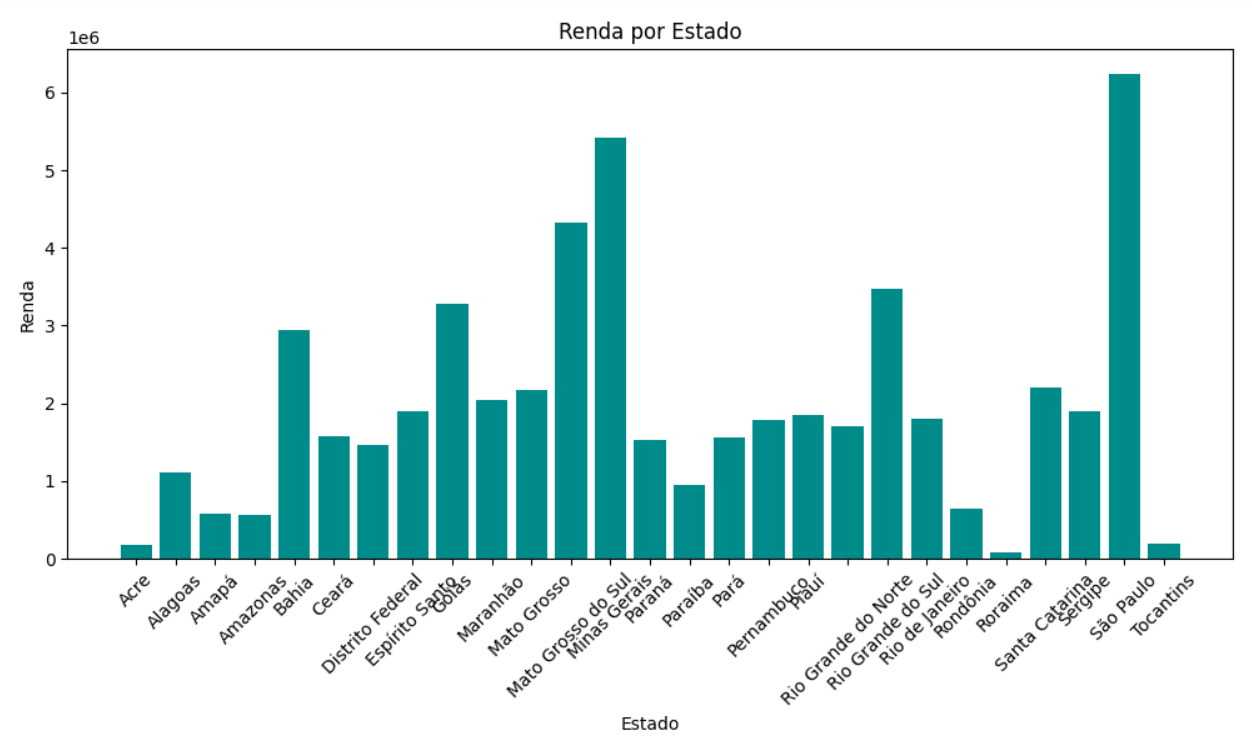 Renda por Estado
1e6
6
5
4
3
2
1
0
Renda
Acre
Alagoas
Amapá
Amazonas
Bahia
Ceará
Distrito Federal
Espírito Santo
Goiás
Maranhão
Mato Grosso
Mato Grosso do Sul
Minas Gerais
Paraná
Paraíba
Pará
Pernambuco
Piauí
Rio Grande do Norte
Rio Grande do Sul
Rio de Janeiro
Rondônia
Roraima
Santa Catarina
Sergipe
São Paulo
Tocantins
Estado